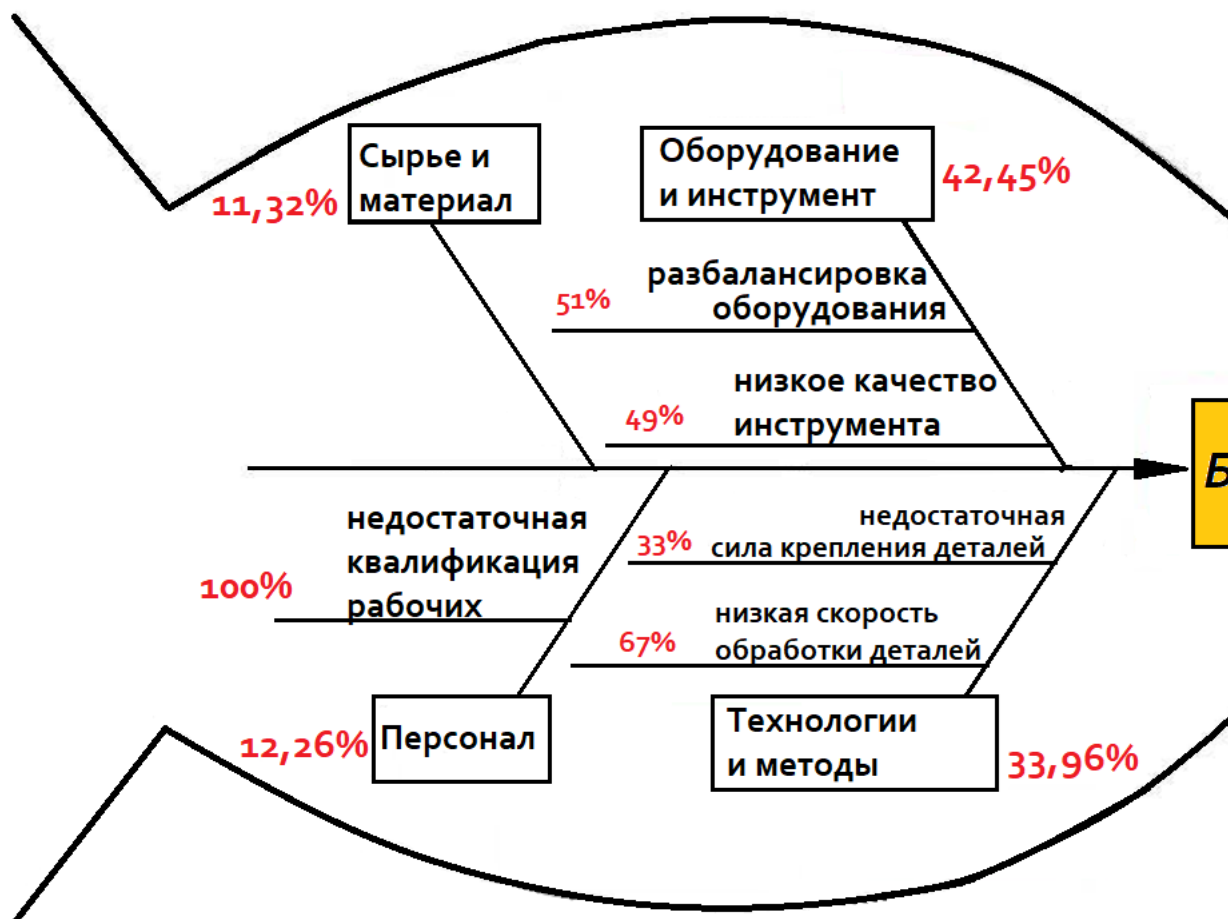 Сырье и
материал
11,32%
Оборудование
и инструмент
42,45%
разбалансировка
оборудования
51%
низкое качество
инструмента
49%
Б
недостаточная
квалификация
рабочих
100%
недостаточная
сила крепления деталей
33%
низкая скорость
обработки деталей
67%
Персонал
12,26%
Технологии
и методы
33,96%